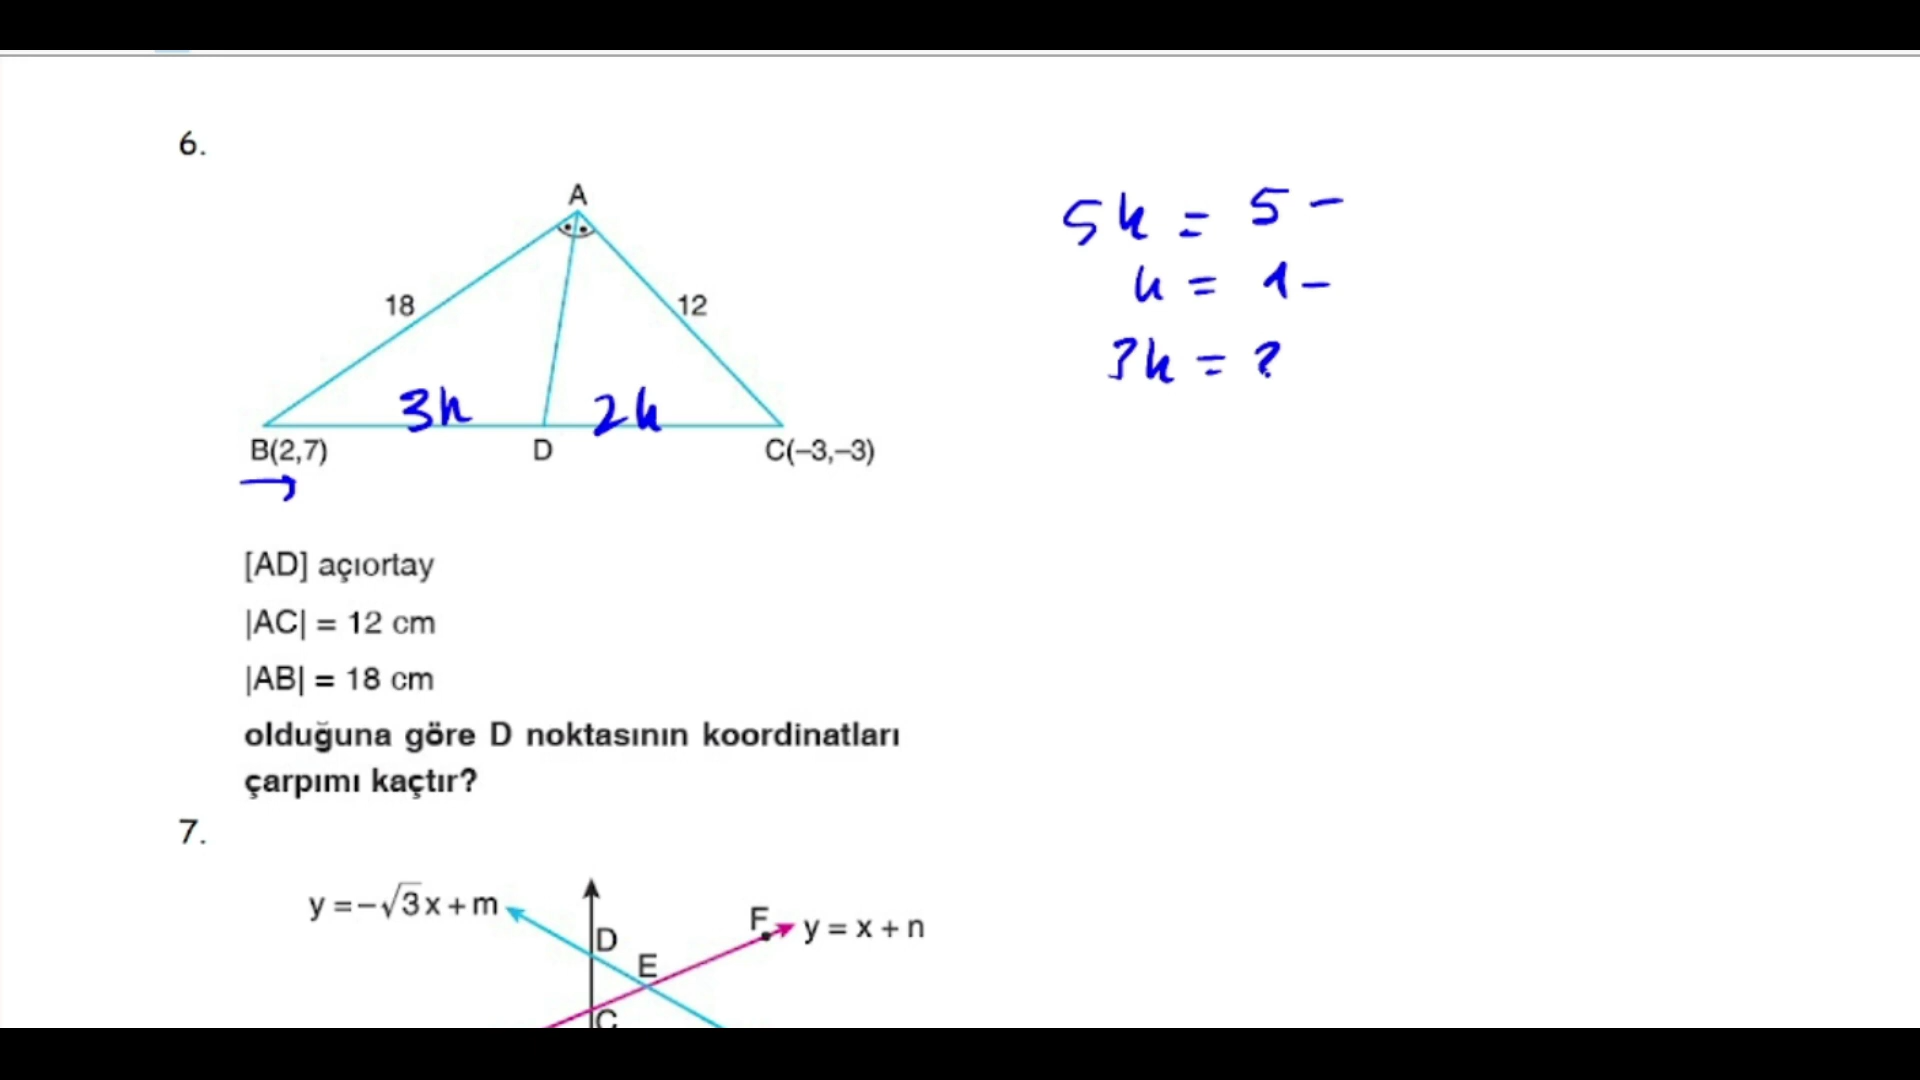 6.
A
5k = 5 -
k = 1 -
3k = ?
18
12
3k
2k
B(2,7)
D
C(–3,–3)
[AD] açıortay
|AC| = 12 cm
|AB| = 18 cm
olduğuna göre D noktasının koordinatları
çarpımı kaçtır?
7.
y = –√3x + m
F
y = x + n
D
E
C